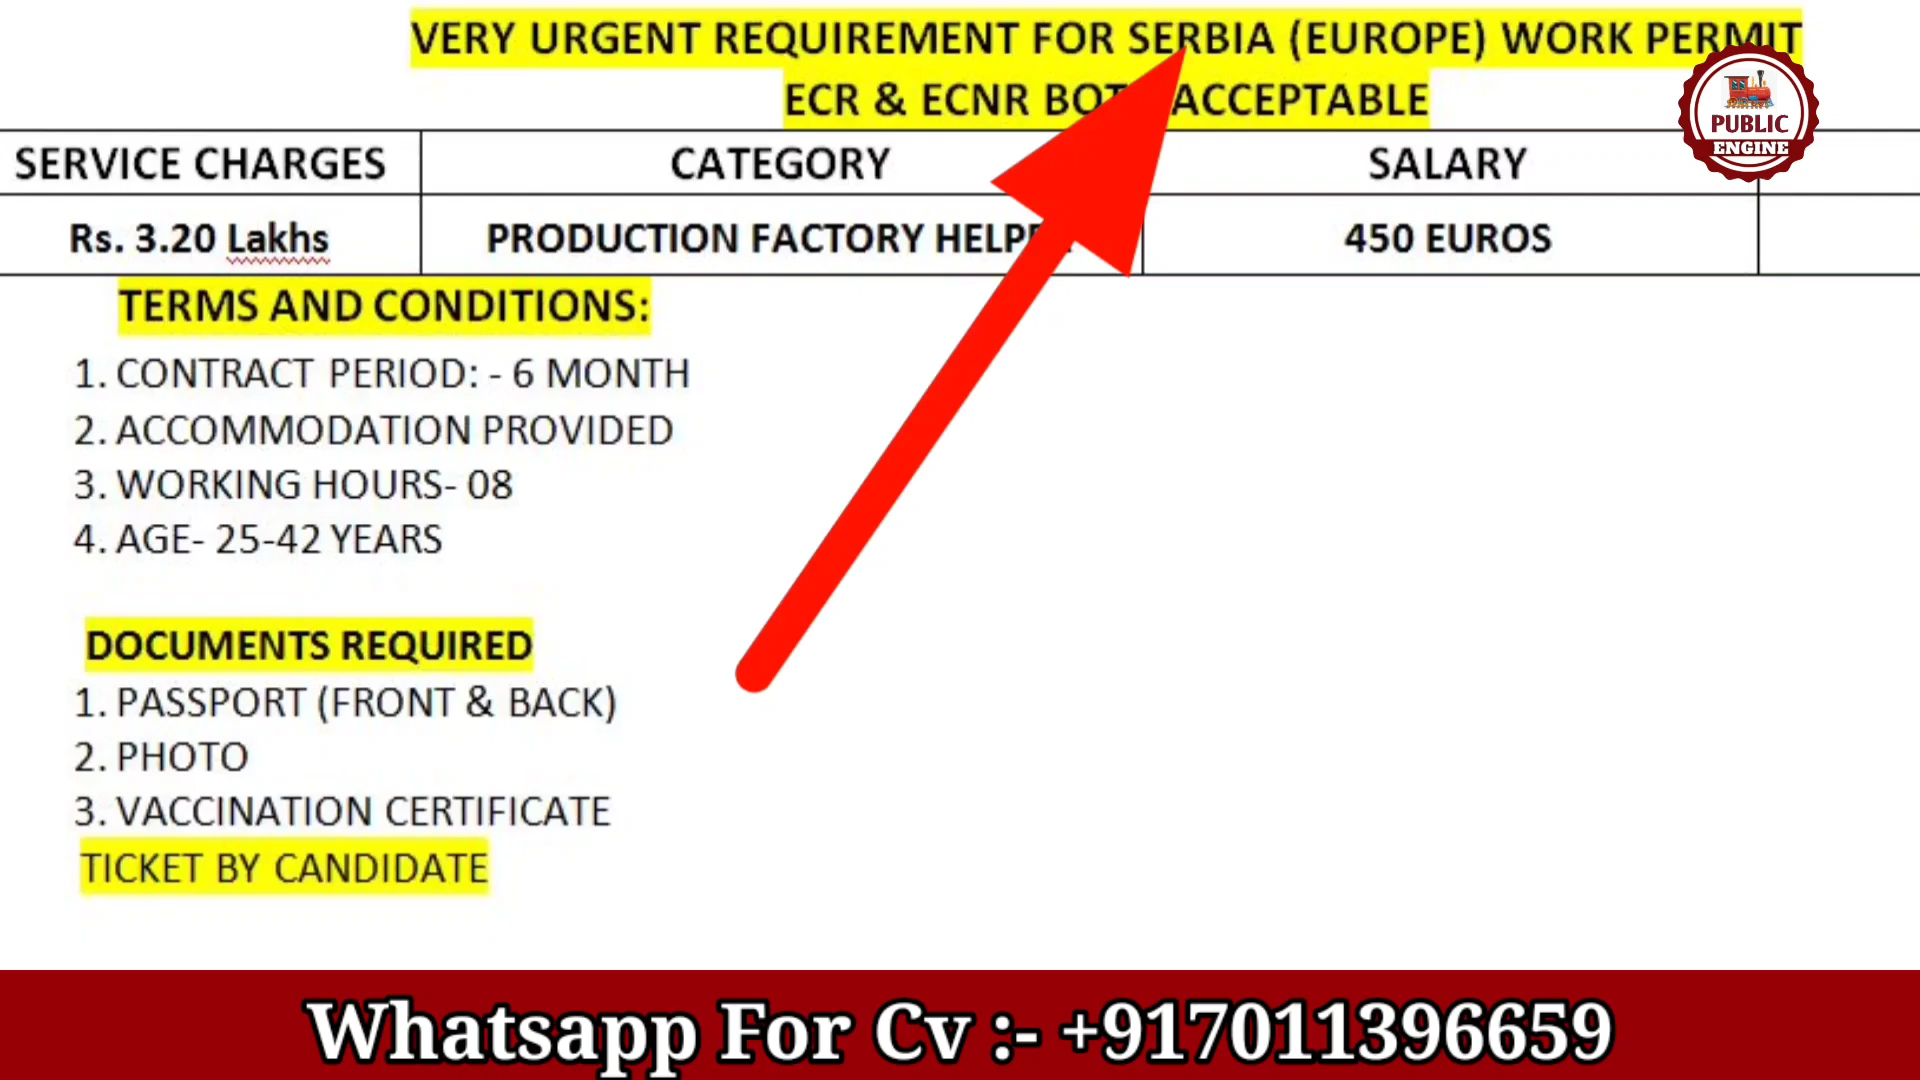 VERY URGENT REQUIREMENT FOR SERBIA (EUROPE) WORK PERMIT
ECR & ECNR ACCEPTABLE
PUBLIC
ENGINE
SERVICE CHARGES CATEGORY SALARY
Rs. 3.20 Lakhs PRODUCTION FACTORY 450 EUROS
TERMS AND CONDITIONS:
1. CONTRACT PERIOD: - 6 MONTH
2. ACCOMMODATION PROVIDED
3. WORKING HOURS- 08
4. AGE- 25-42 YEARS
DOCUMENTS REQUIRED
1. PASSPORT (FRONT & BACK)
2. PHOTO
3. VACCINATION CERTIFICATE
TICKET BY CANDIDATE
Whatsapp For Cv :- +917011396659